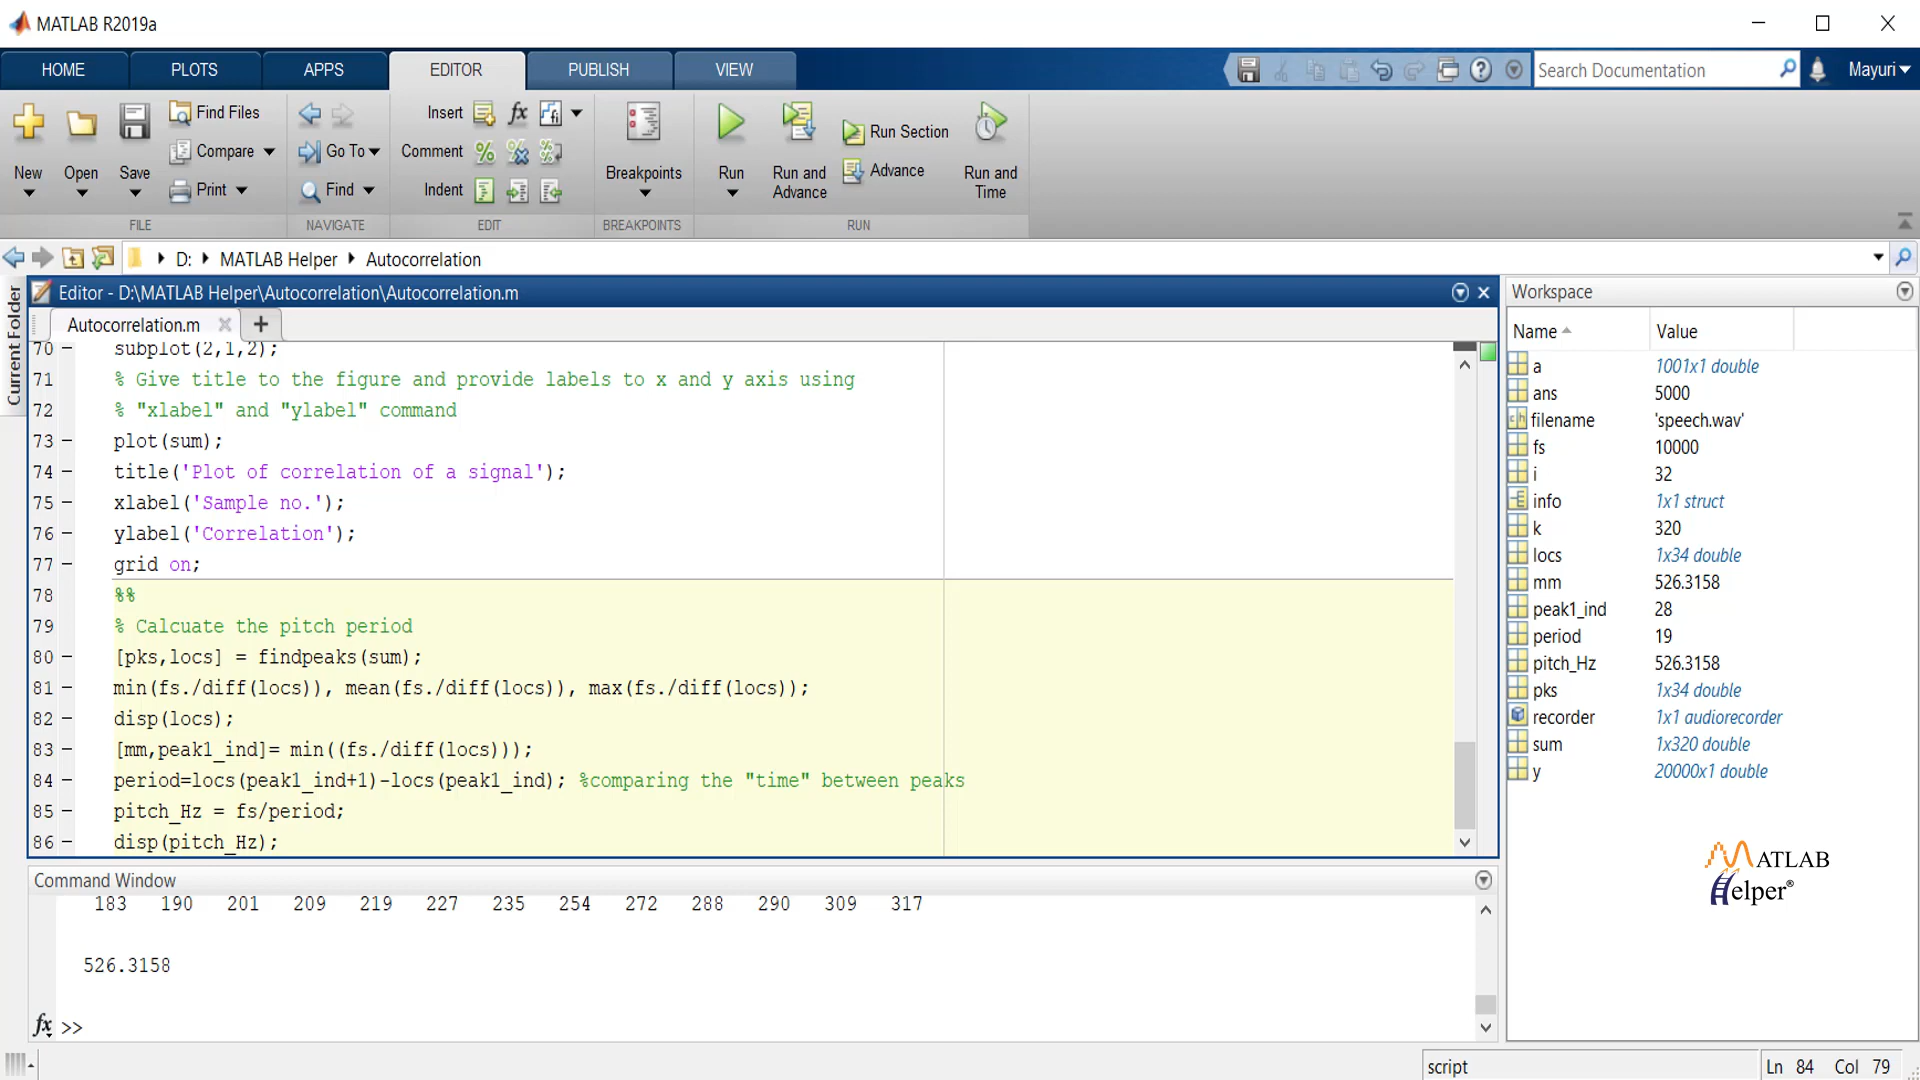 MATLAB R2019a
HOME
PLOTS
APPS
EDITOR
PUBLISH
VIEW
Search Documentation
Mayuri
New
Open
Save
Find Files
Compare
Print
FILE
Go To
Find
NAVIGATE
Insert
fx
Comment
Indent
EDIT
Breakpoints
BREAKPOINTS
Run
Run and
Advance
Run Section
Advance
Run and
Time
RUN
D: MATLAB Helper Autocorrelation
Current Folder
Editor - D:\MATLAB Helper\Autocorrelation\Autocorrelation.m
Autocorrelation.m
70 - subplot(2,1,2);
71 % Give title to the figure and provide labels to x and y axis using
72 % "xlabel" and "ylabel" command
73 - plot(sum);
74 - title('Plot of correlation of a signal');
75 - xlabel('Sample no.');
76 - ylabel('Correlation');
77 - grid on;
78 %%
79 % Calcuate the pitch period
80 - [pks,locs] = findpeaks(sum);
81 - min(fs./diff(locs)), mean(fs./diff(locs)), max(fs./diff(locs));
82 - disp(locs);
83 - [mm,peak1_ind]= min((fs./diff(locs)));
84 - period=locs(peak1_ind+1)-locs(peak1_ind); %comparing the "time" between peaks
85 - pitch_Hz = fs/period;
86 - disp(pitch_Hz);
Command Window
183 190 201 209 219 227 235 254 272 288 290 309 317
526.3158
fx >>
Workspace
Name Value
a 1001x1 double
ans 5000
filename 'speech.wav'
fs 10000
i 32
info 1x1 struct
k 320
locs 1x34 double
mm 526.3158
peak1_ind 28
period 19
pitch_Hz 526.3158
pks 1x34 double
recorder 1x1 audiorecorder
sum 1x320 double
y 20000x1 double
MATLAB
Helper®
script
Ln 84 Col 79